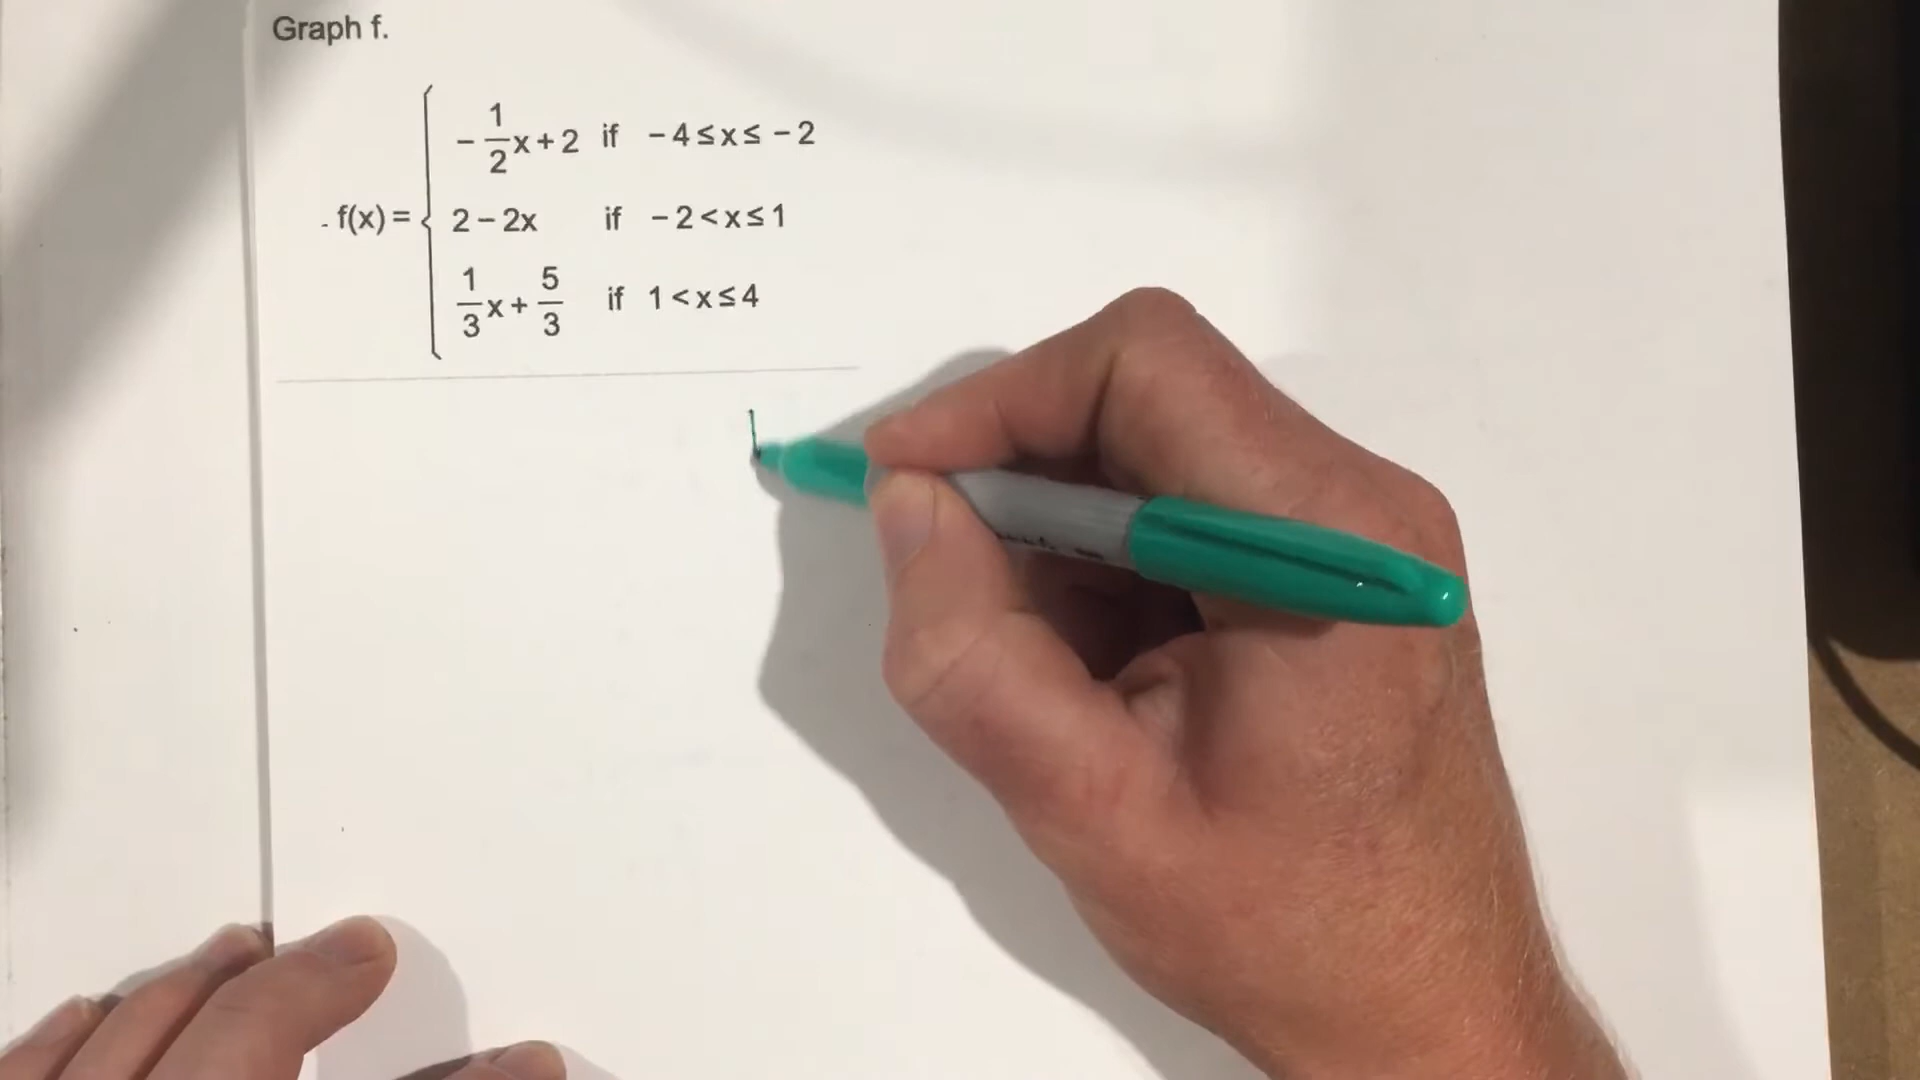 Graph f.
-1/2x+2 if -4≤x≤-2
f(x)= { 2-2x if -2<x≤1
1/3x+5/3 if 1<x≤4